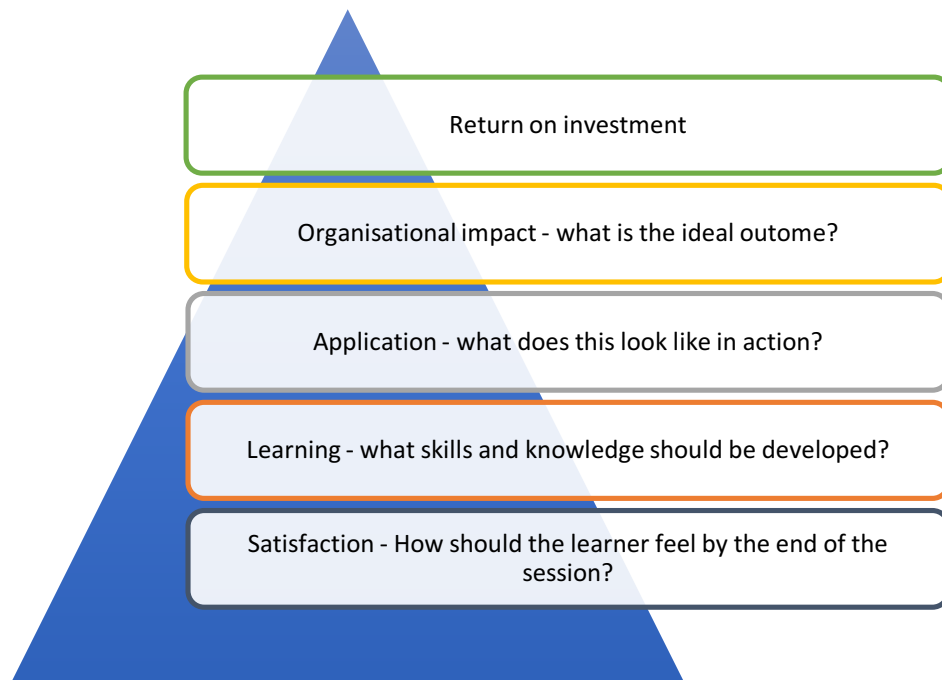 Return on investment
Organisational impact - what is the ideal outcome?
Application - what does this look like in action?
Learning - what skills and knowledge should be developed?
Satisfaction - How should the learner feel by the end of the
session?